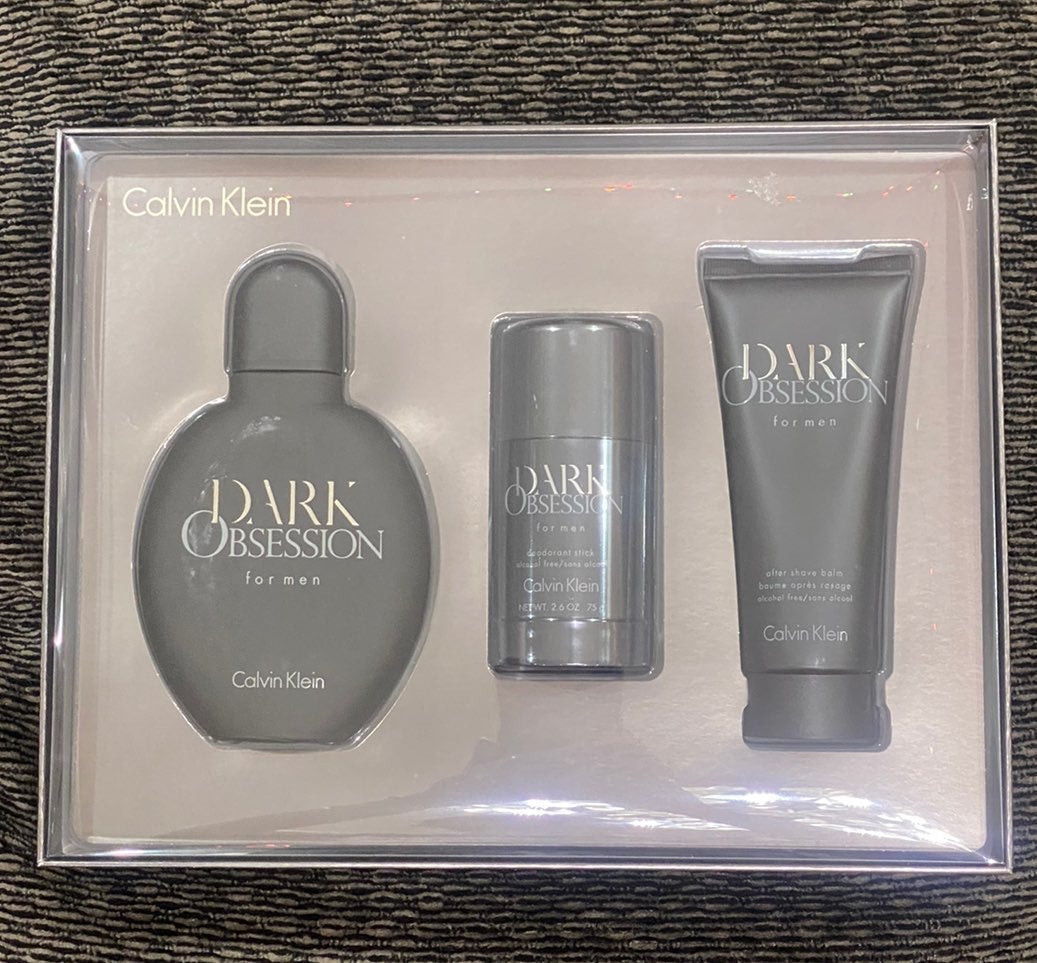 Calvin Klein
DARK
OBSESSION
for men
Calvin Klein
DARK
OBSESSION
for men
deodorant stick
alcohol free/sans alcool
Calvin Klein
NET WT. 2.6 OZ 75 g
DARK
OBSESSION
for men
after shave balm
baume après rasage
alcohol free/sans alcool
Calvin Klein